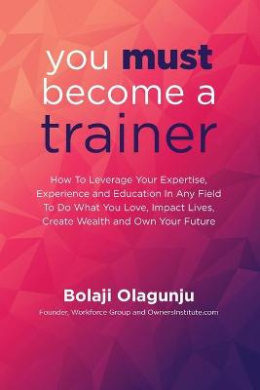 you must
become a
trainer
How To Leverage Your Expertise,
Experience and Education In Any Field
To Do What You Love, Impact Lives,
Create Wealth and Own Your Future
Bolaji Olagunju
Founder, Workforce Group and OwnersInstitute.com